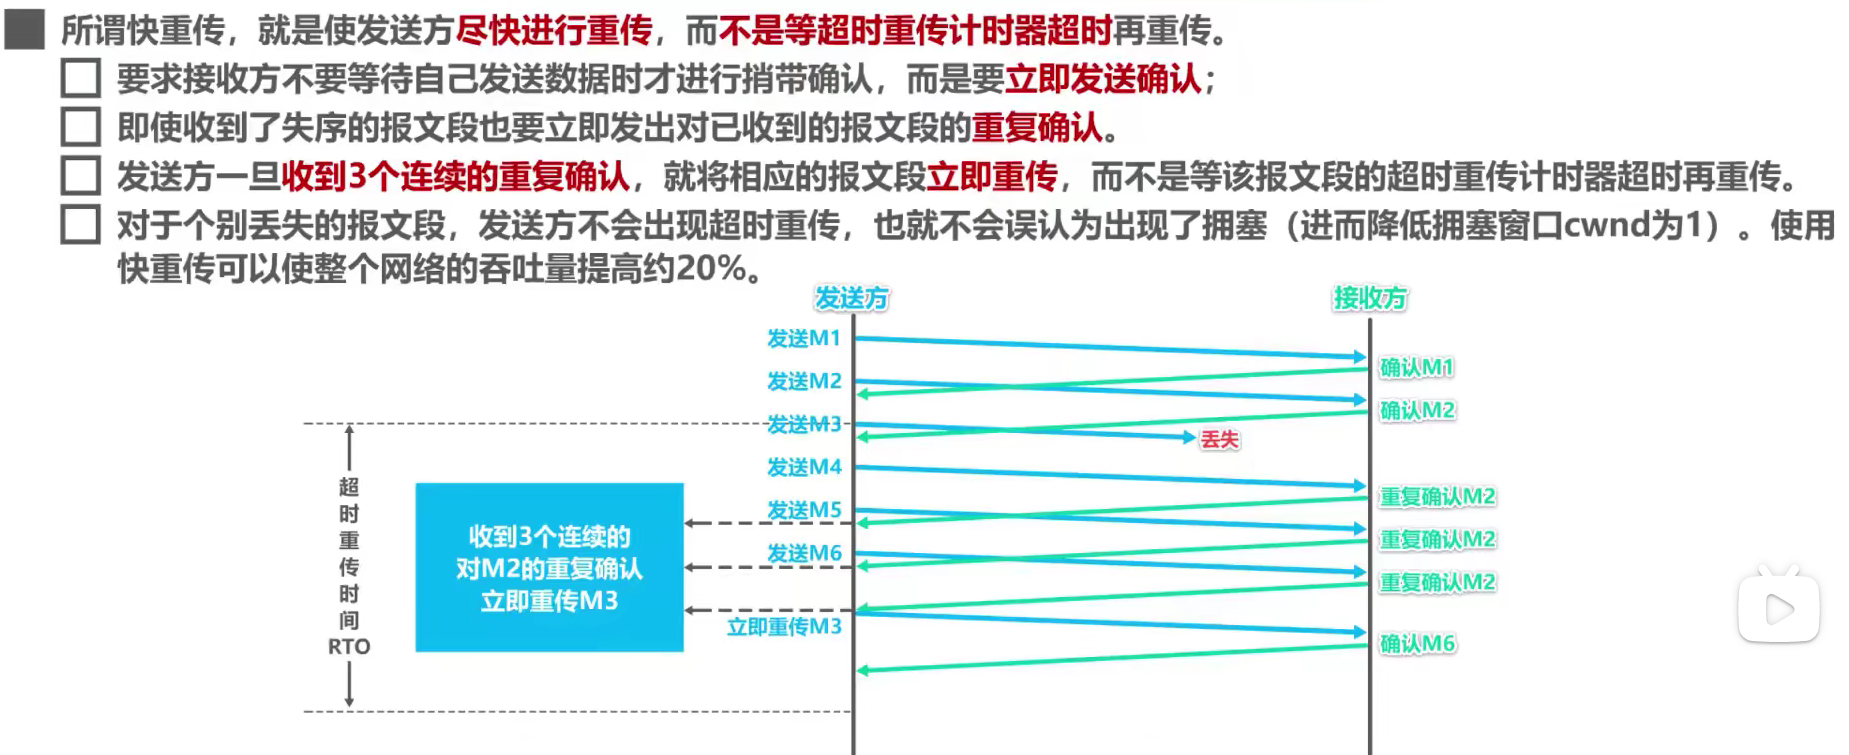 所谓快重传，就是使发送方尽快进行重传，而不是等超时重传计时器超时再重传。
要求接收方不要等待自己发送数据时才进行捎带确认，而是要立即发送确认；
即使收到了失序的报文段也要立即发出对已收到的报文段的重复确认。
发送方一旦收到3个连续的重复确认，就将相应的报文段立即重传，而不是等该报文段的超时重传计时器超时再重传。
对于个别丢失的报文段，发送方不会出现超时重传，也就不会误认为出现了拥塞（进而降低拥塞窗口cwnd为1）。使用
快重传可以使整个网络的吞吐量提高约20%。
发送方
接收方
发送M1
确认M1
发送M2
确认M2
发送M3
丢失
发送M4
重复确认M2
发送M5
重复确认M2
发送M6
重复确认M2
立即重传M3
确认M6
超时重传时间
RTO
收到3个连续的
对M2的重复确认
立即重传M3